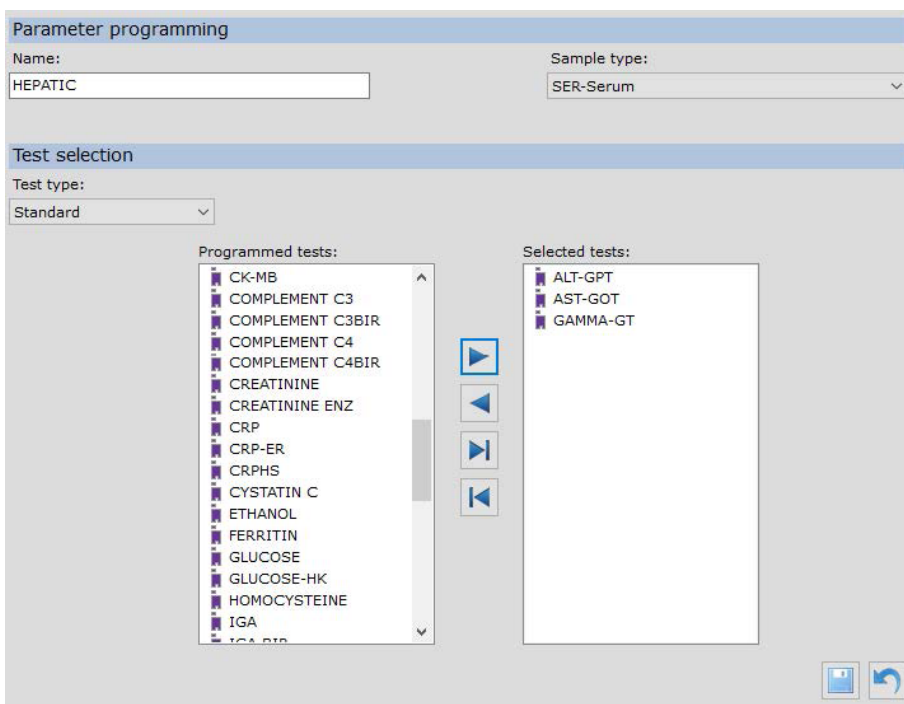 Parameter programming
Name:
Sample type:
HEPATIC
SER-Serum
Test selection
Test type:
Standard
Programmed tests:
CK-MB
COMPLEMENT C3
COMPLEMENT C3BIR
COMPLEMENT C4
COMPLEMENT C4BIR
CREATININE
CREATININE ENZ
CRP
CRP-ER
CRPHS
CYSTATIN C
ETHANOL
FERRITIN
GLUCOSE
GLUCOSE-HK
HOMOCYSTEINE
IGA
Selected tests:
ALT-GPT
AST-GOT
GAMMA-GT